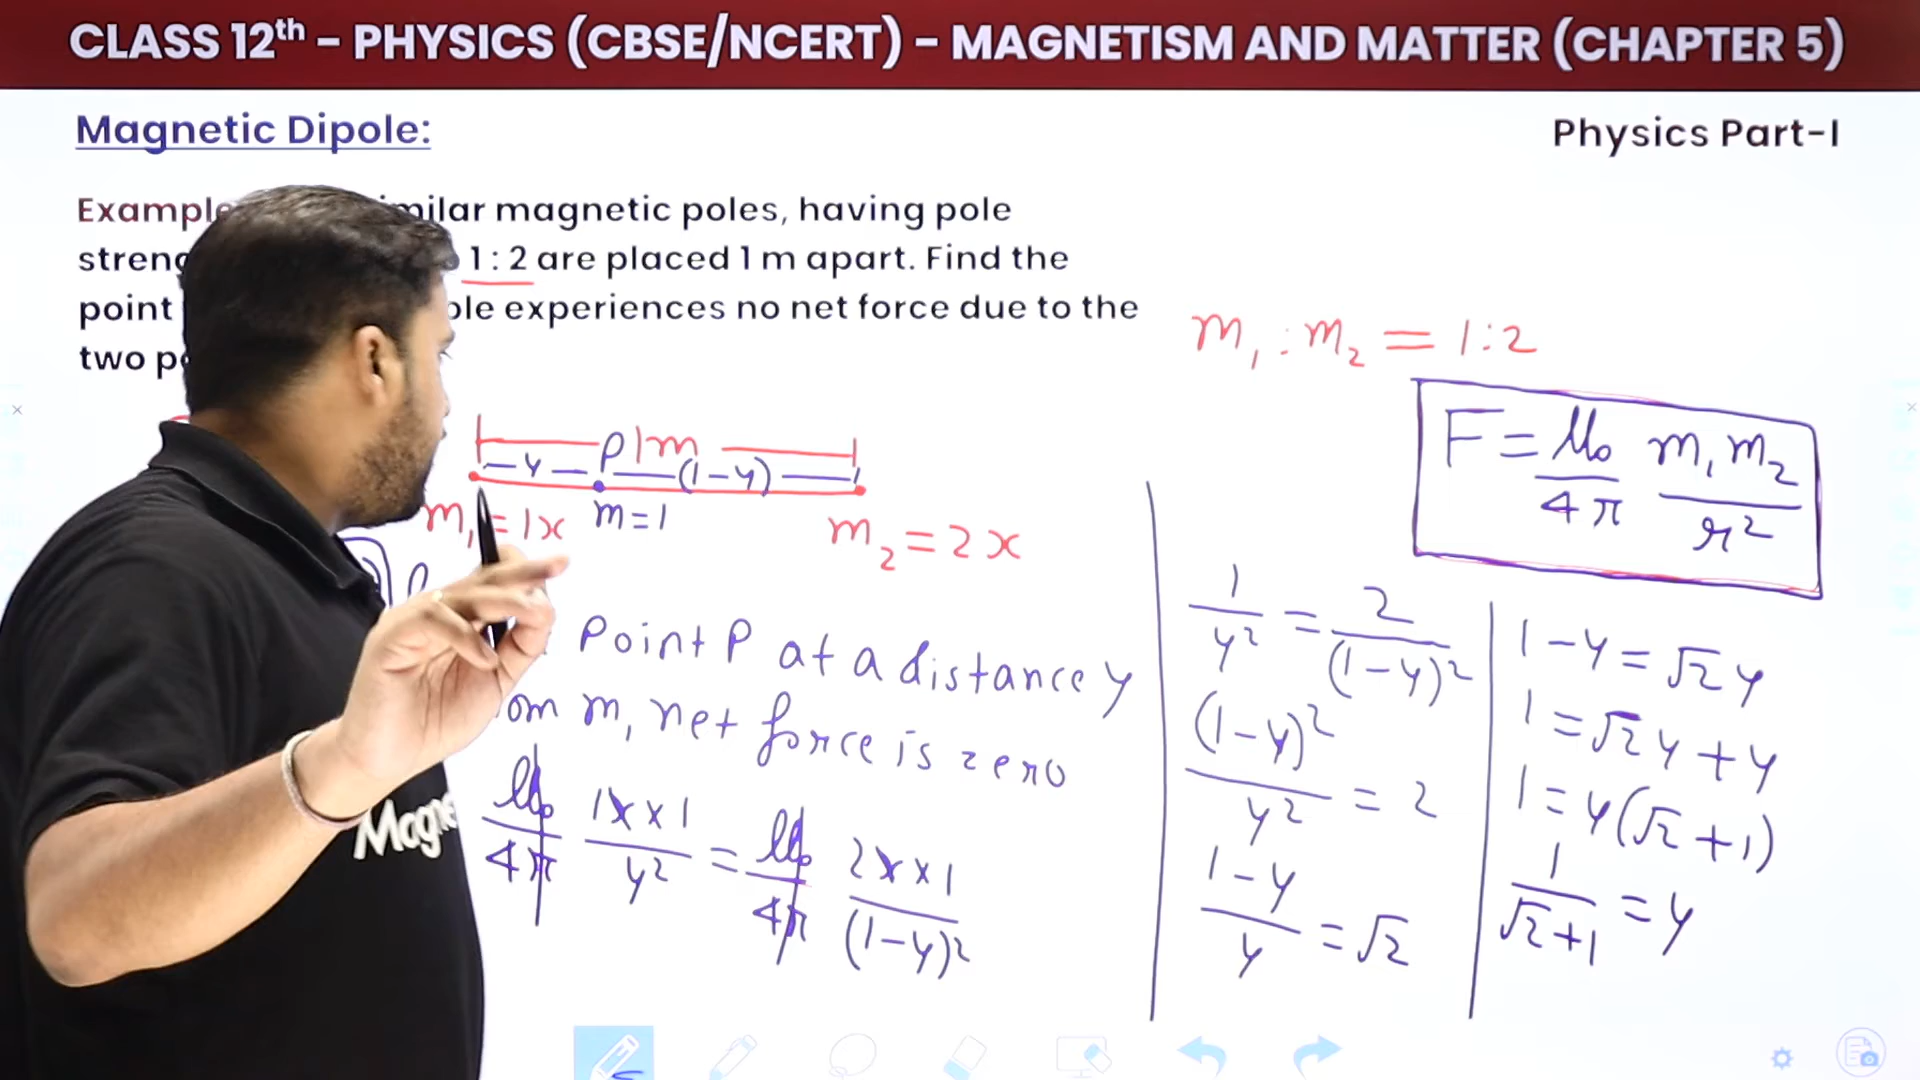 CLASS 12th - PHYSICS (CBSE/NCERT) - MAGNETISM AND MATTER (CHAPTER 5)
Magnetic Dipole:
Physics Part-I
Example milar magnetic poles, having pole
streng 1 : 2 are placed 1 m apart. Find the
point ole experiences no net force due to the
two po
m₁ : m₂ = 1 : 2
F = μ₀/4π m₁m₂/r²
P 1m
y (1-y)
m₁ = 1x m = 1 m₂ = 2x
Point P at a distance y
om m₁ net force is zero
μ₀/4π 1x × 1/y² = μ₀/4π 2x × 1/(1-y)²
1/y² = 2/(1-y)²
(1-y)²/y² = 2
1-y/y = √2
1-y = √2 y
1 = √2 y + y
1 = y(√2 + 1)
1/√2+1 = y
Magne